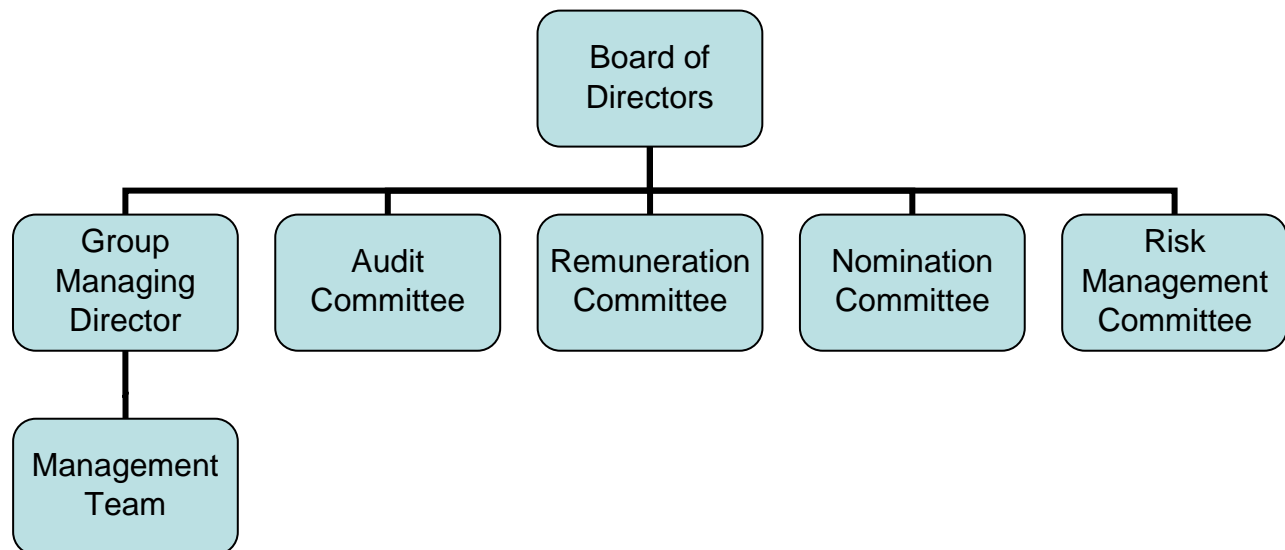 Board of
Directors
Group
Managing
Director
Audit
Committee
Remuneration
Committee
Nomination
Committee
Risk
Management
Committee
Management
Team